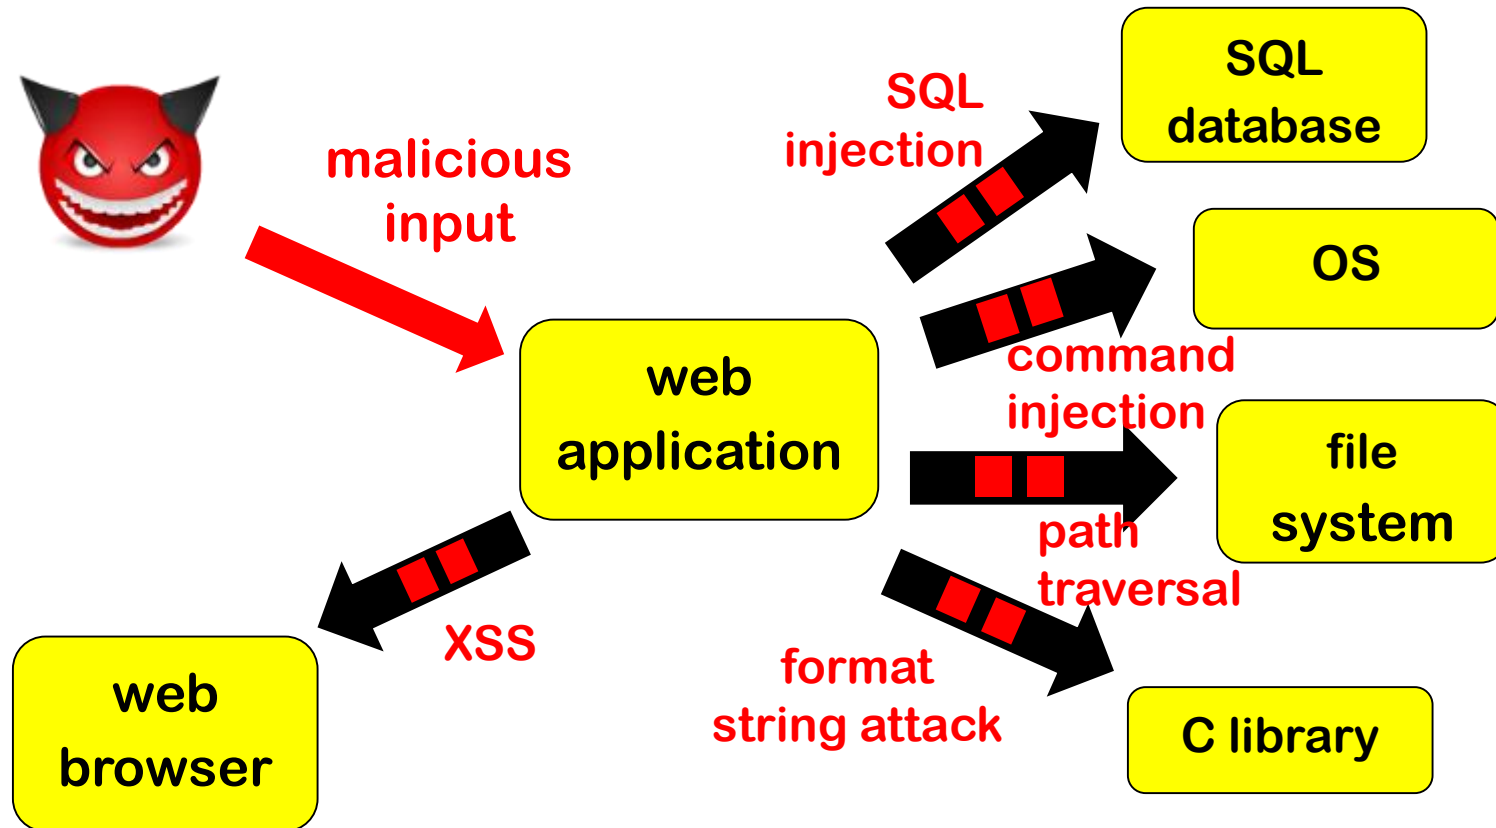 SQL
database
SQL
injection
malicious
input
OS
command
injection
web
application
file
system
path
traversal
XSS
format
string attack
web
browser
C library